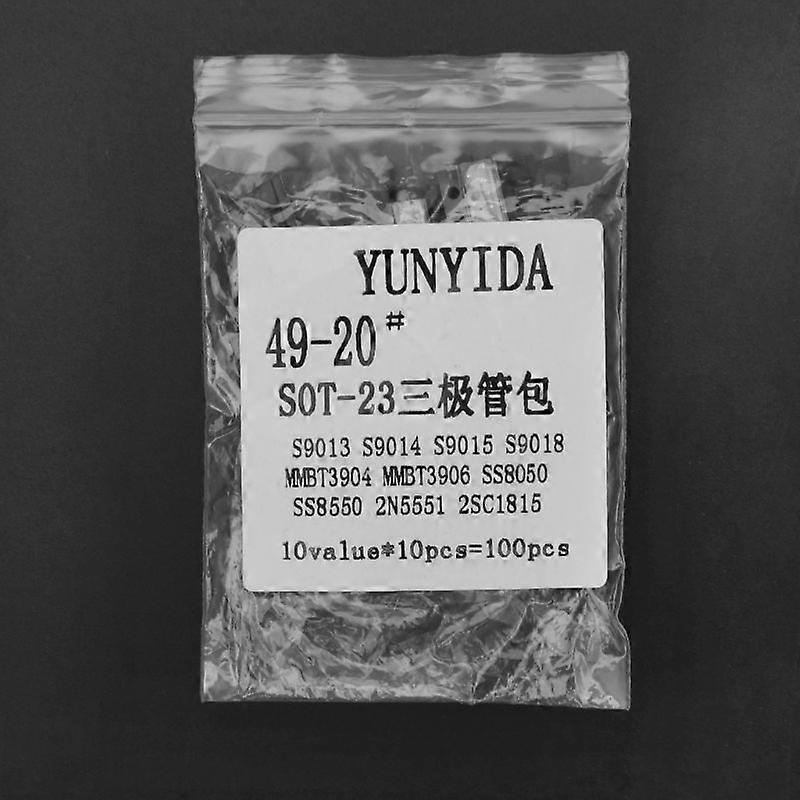 YUNYIDA
49-20#
SOT-23三极管包
S9013 S9014 S9015 S9018
MMBT3904 MMBT3906 SS8050
SS8550 2N5551 2SC1815
10value*10pcs=100pcs